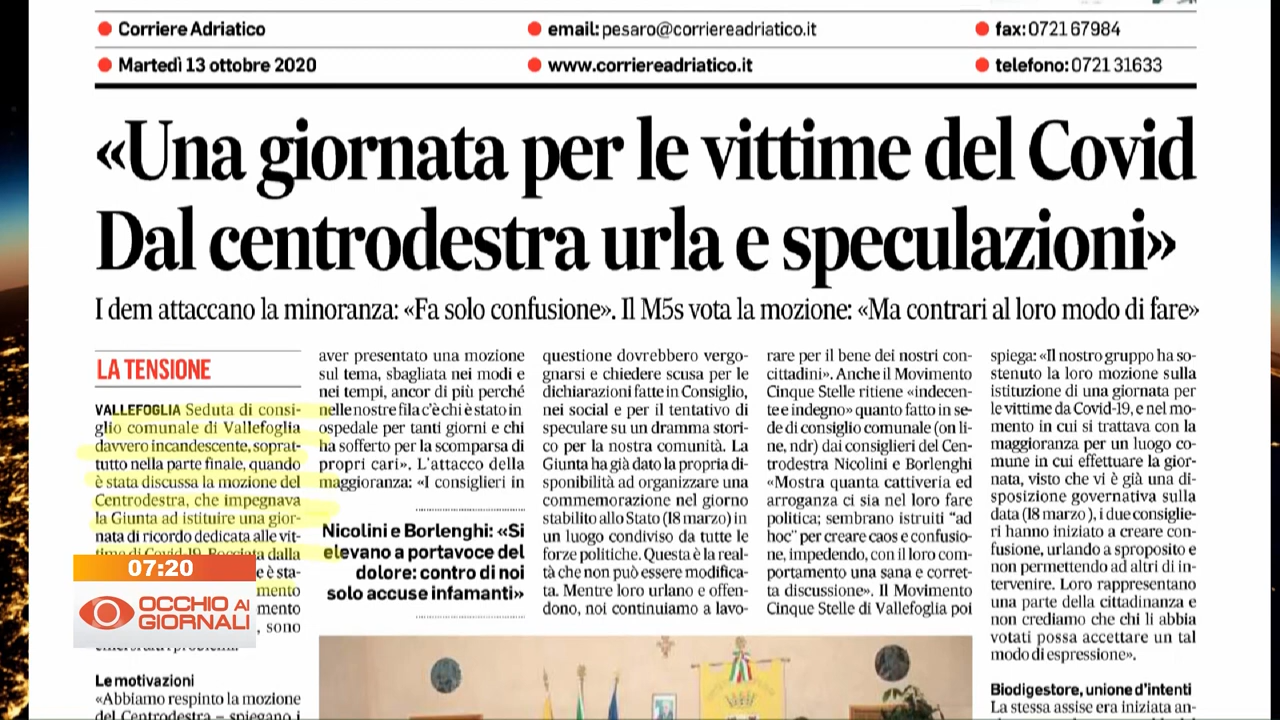 Corriere Adriatico
email: pesaro@corriereadriatico.it
fax: 0721 67984
Martedì 13 ottobre 2020
www.corriereadriatico.it
telefono: 0721 31633
«Una giornata per le vittime del Covid
Dal centrodestra urla e speculazioni»
I dem attaccano la minoranza: «Fa solo confusione». Il M5s vota la mozione: «Ma contrari al loro modo di fare»
LA TENSIONE
VALLEFOGLIA Seduta di consi-
glio comunale di Vallefoglia
davvero incandescente, soprat-
tutto nella parte finale, quando
è stata discussa la mozione del
Centrodestra, che impegnava
la Giunta ad istituire una gior-
nata di ricordo dedicata alle vit-
time di Covid-19. Bocciata dalla
e è sta-
mento
mento
, sono
emersi altri problemi.
Le motivazioni
«Abbiamo respinto la mozione
del Centrodestra – spiegano i
aver presentato una mozione
sul tema, sbagliata nei modi e
nei tempi, ancor di più perché
nelle nostre fila c'è chi è stato in
ospedale per tanti giorni e chi
ha sofferto per la scomparsa di
propri cari». L'attacco della
maggioranza: «I consiglieri in
Nicolini e Borlenghi: «Si
elevano a portavoce del
dolore: contro di noi
solo accuse infamanti»
questione dovrebbero vergo-
gnarsi e chiedere scusa per le
dichiarazioni fatte in Consiglio,
nei social e per il tentativo di
speculare su un dramma stori-
co per la nostra comunità. La
Giunta ha già dato la propria di-
sponibilità ad organizzare una
commemorazione nel giorno
stabilito allo Stato (18 marzo) in
un luogo condiviso da tutte le
forze politiche. Questa è la real-
tà che non può essere modifica-
ta. Mentre loro urlano e offen-
dono, noi continuiamo a lavo-
rare per il bene dei nostri con-
cittadini». Anche il Movimento
Cinque Stelle ritiene «indecen-
te e indegno» quanto fatto in se-
de di consiglio comunale (on li-
ne, ndr) dai consiglieri del Cen-
trodestra Nicolini e Borlenghi
«Mostra quanta cattiveria ed
arroganza ci sia nel loro fare
politica; sembrano istruiti "ad
hoc" per creare caos e confusio-
ne, impedendo, con il loro com-
portamento una sana e corret-
ta discussione». Il Movimento
Cinque Stelle di Vallefoglia poi
spiega: «Il nostro gruppo ha so-
stenuto la loro mozione sulla
istituzione di una giornata per
le vittime da Covid-19, e nel mo-
mento in cui si trattava con la
maggioranza per un luogo co-
mune in cui effettuare la gior-
nata, visto che vi è già una di-
sposizione governativa sulla
data (18 marzo), i due consiglie-
ri hanno iniziato a creare con-
fusione, urlando a sproposito e
non permettendo ad altri di in-
tervenire. Loro rappresentano
una parte della cittadinanza e
non crediamo che chi li abbia
votati possa accettare un tal
modo di espressione».
Biodigestore, unione d'intenti
La stessa assise era iniziata an-
07:20
OCCHIO AI
GIORNALI